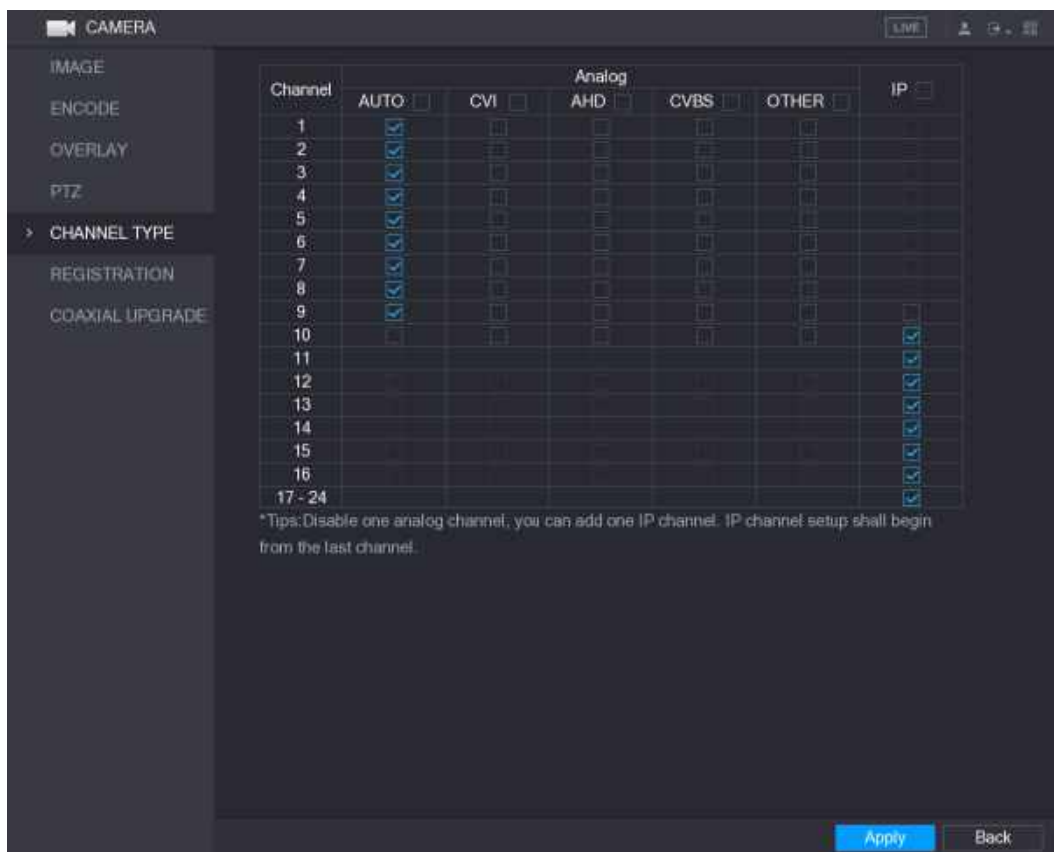 CAMERA
LIVE
IMAGE
ENCODE
OVERLAY
PTZ
CHANNEL TYPE
REGISTRATION
COAXIAL UPGRADE
Channel
Analog
IP
AUTO CVI AHD CVBS OTHER
1
2
3
4
5
6
7
8
9
10
11
12
13
14
15
16
17 - 24
*Tips:Disable one analog channel, you can add one IP channel. IP channel setup shall begin
from the last channel.
Apply Back